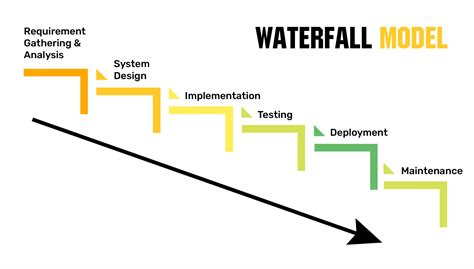 WATERFALL MODEL
Requirement
Gathering &
Analysis
System
Design
Implementation
Testing
Deployment
Maintenance